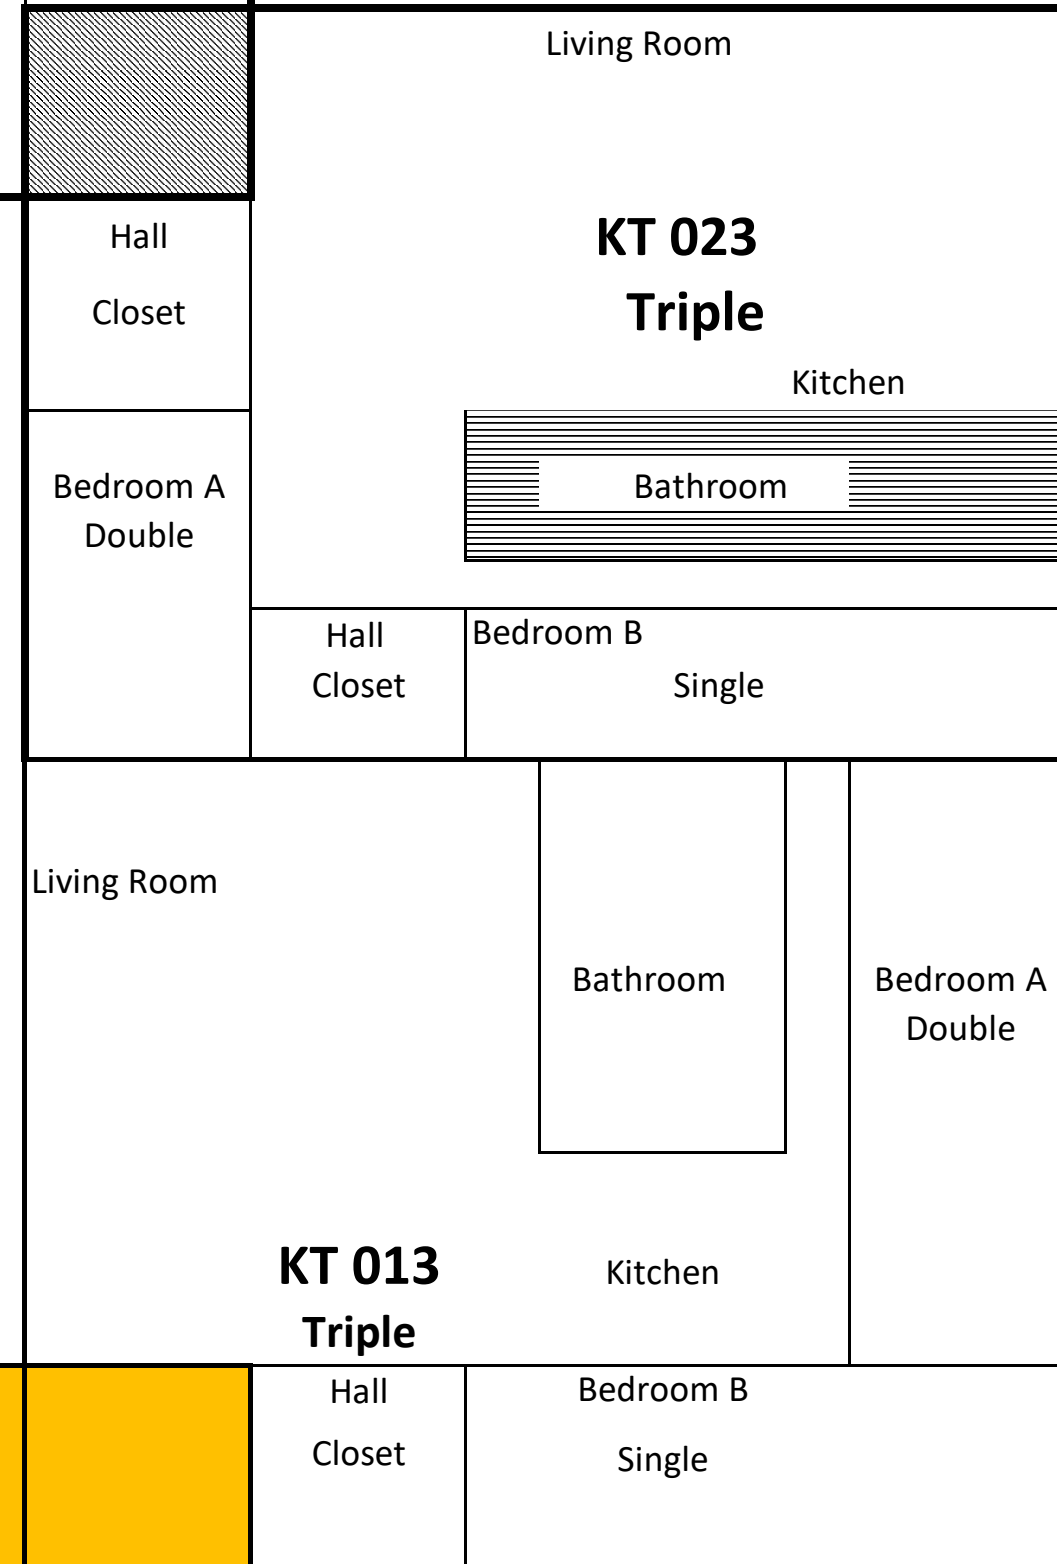 Living Room
Hall
Closet
KT 023
Triple
Kitchen
Bedroom A
Double
Bathroom
Hall
Closet
Bedroom B
Single
Living Room
Bathroom
Bedroom A
Double
KT 013
Triple
Kitchen
Hall
Closet
Bedroom B
Single